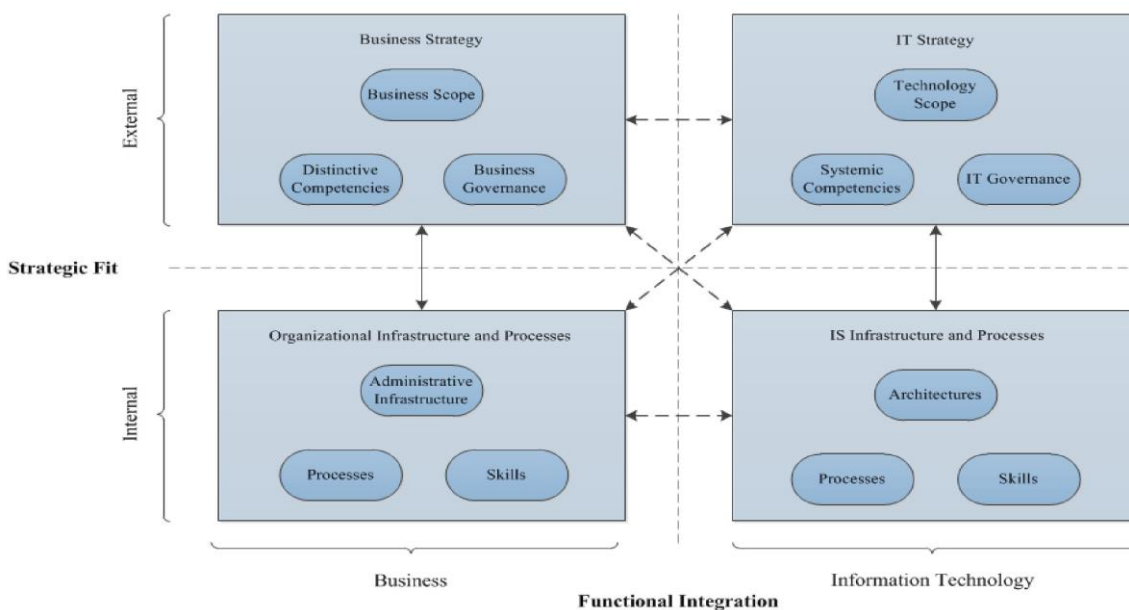 Business Strategy
IT Strategy
Business Scope
Technology
Scope
External
Distinctive
Competencies
Business
Governance
Systemic
Competencies
IT Governance
Strategic Fit
Organizational Infrastructure and Processes
IS Infrastructure and Processes
Administrative
Infrastructure
Architectures
Internal
Processes
Skills
Processes
Skills
Business
Information Technology
Functional Integration